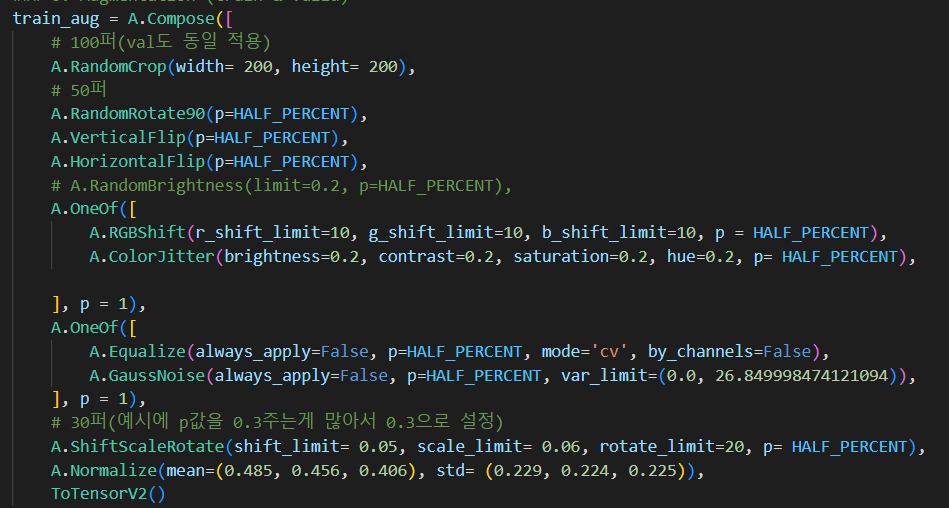 train_aug = A.Compose([
# 100퍼(val도 동일 적용)
A.RandomCrop(width= 200, height= 200),
# 50퍼
A.RandomRotate90(p=HALF_PERCENT),
A.VerticalFlip(p=HALF_PERCENT),
A.HorizontalFlip(p=HALF_PERCENT),
# A.RandomBrightness(limit=0.2, p=HALF_PERCENT),
A.OneOf([
A.RGBShift(r_shift_limit=10, g_shift_limit=10, b_shift_limit=10, p = HALF_PERCENT),
A.ColorJitter(brightness=0.2, contrast=0.2, saturation=0.2, hue=0.2, p= HALF_PERCENT),
], p = 1),
A.OneOf([
A.Equalize(always_apply=False, p=HALF_PERCENT, mode='cv', by_channels=False),
A.GaussNoise(always_apply=False, p=HALF_PERCENT, var_limit=(0.0, 26.849998474121094)),
], p = 1),
# 30퍼(예시에 p값을 0.3주는게 많아서 0.3으로 설정)
A.ShiftScaleRotate(shift_limit= 0.05, scale_limit= 0.06, rotate_limit=20, p= HALF_PERCENT),
A.Normalize(mean=(0.485, 0.456, 0.406), std= (0.229, 0.224, 0.225)),
ToTensorV2()